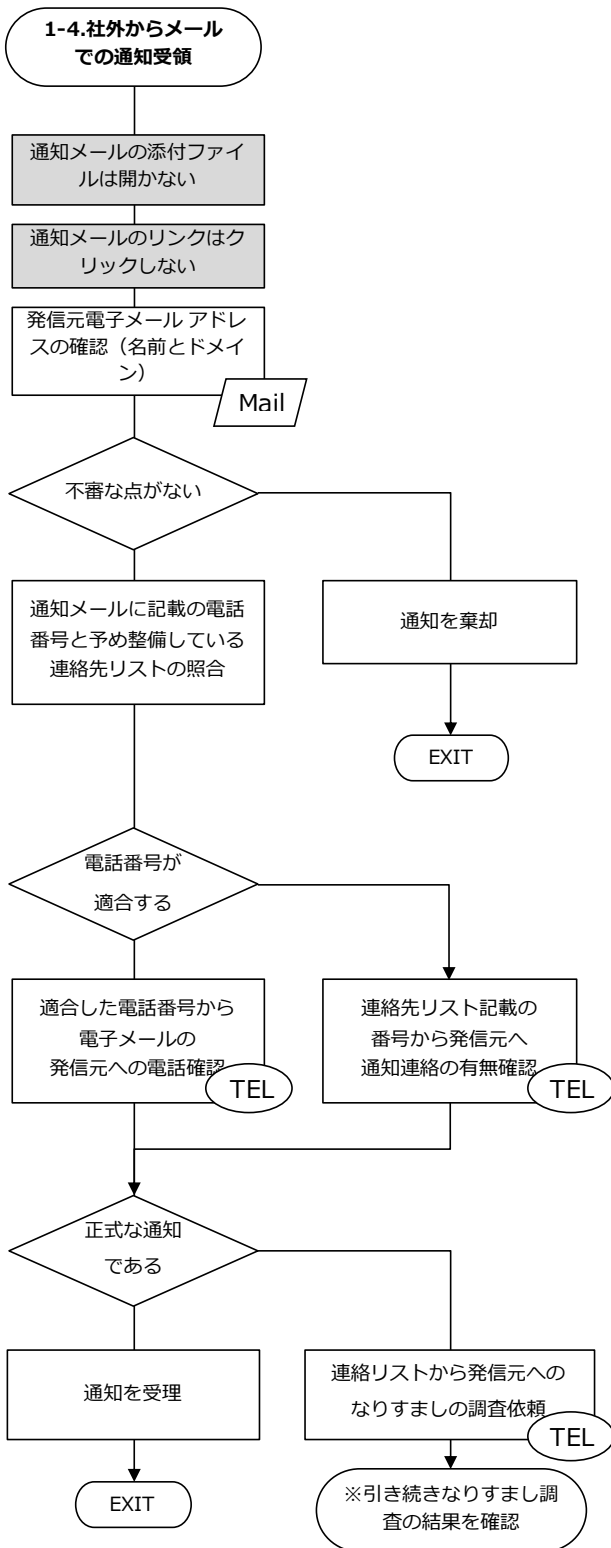 1-4.社外からメール
での通知受領
通知メールの添付ファイ
ルは開かない
通知メールのリンクはク
リックしない
発信元電子メール アドレ
スの確認（名前とドメイ
ン）
Mail
不審な点がない
通知メールに記載の電話
番号と予め整備している
連絡先リストの照合
通知を棄却
EXIT
電話番号が
適合する
適合した電話番号から
電子メールの
発信元への電話確認
TEL
連絡先リスト記載の
番号から発信元へ
通知連絡の有無確認
TEL
正式な通知
である
通知を受理
EXIT
連絡リストから発信元への
なりすましの調査依頼
TEL
※引き続きなりすまし調
査の結果を確認